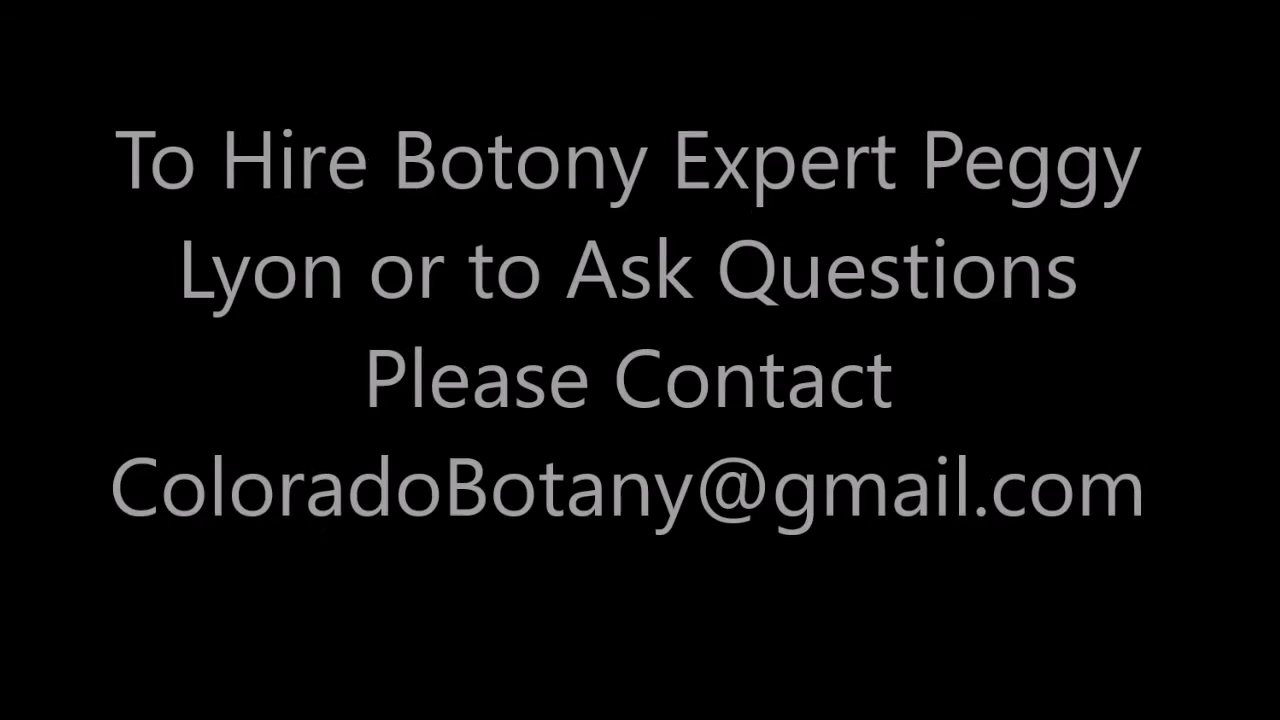 To Hire Botony Expert Peggy
Lyon or to Ask Questions
Please Contact
ColoradoBotany@gmail.com